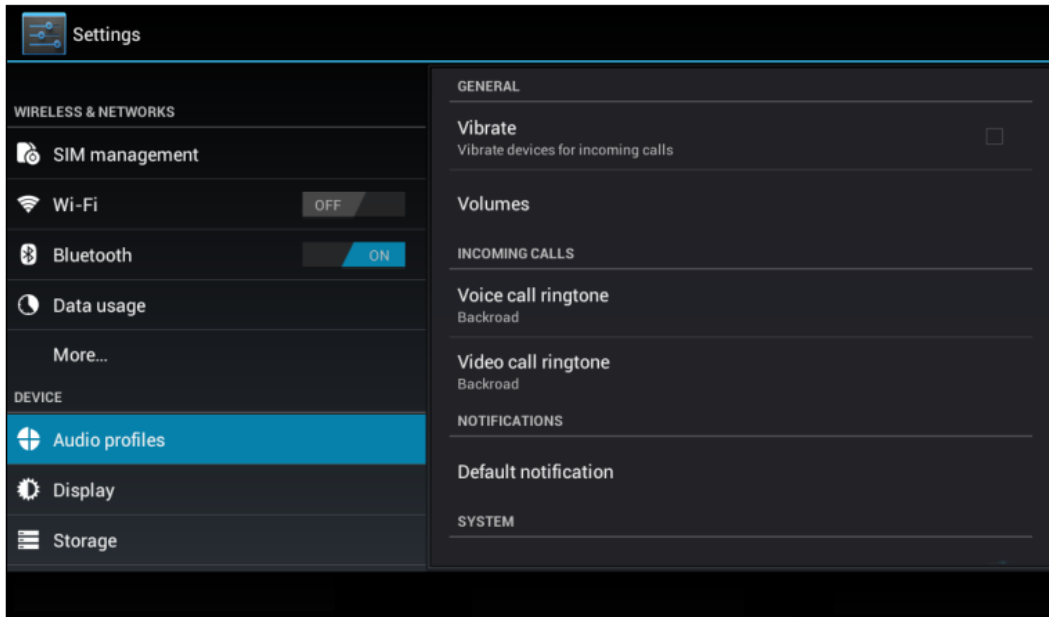 Settings
WIRELESS & NETWORKS
SIM management
Wi-Fi
OFF
Bluetooth
ON
Data usage
More...
DEVICE
Audio profiles
Display
Storage
GENERAL
Vibrate
Vibrate devices for incoming calls
Volumes
INCOMING CALLS
Voice call ringtone
Backroad
Video call ringtone
Backroad
NOTIFICATIONS
Default notification
SYSTEM